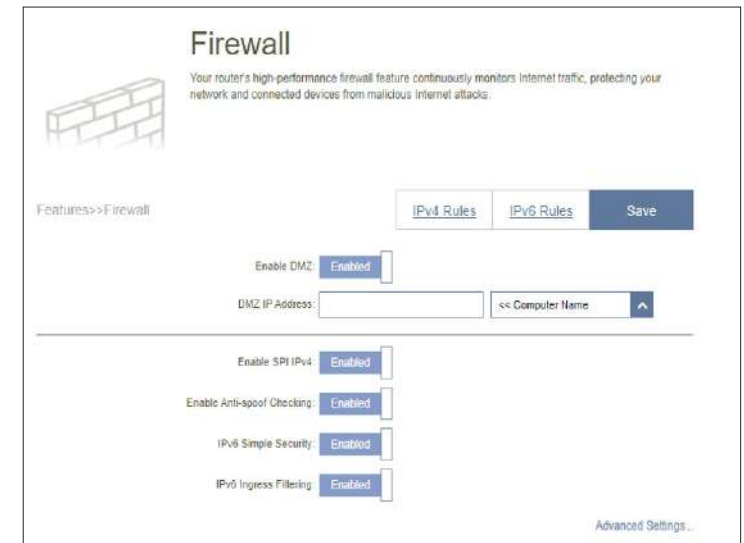 Firewall
Your router's high-performance firewall feature continuously monitors Internet traffic, protecting your
network and connected devices from malicious Internet attacks.
Features>>Firewall
IPv4 Rules
IPv6 Rules
Save
Enable DMZ: Enabled
DMZ IP Address: << Computer Name
Enable SPI IPv4: Enabled
Enable Anti-spoof Checking: Enabled
IPv6 Simple Security: Enabled
IPv6 Ingress Filtering: Enabled
Advanced Settings...